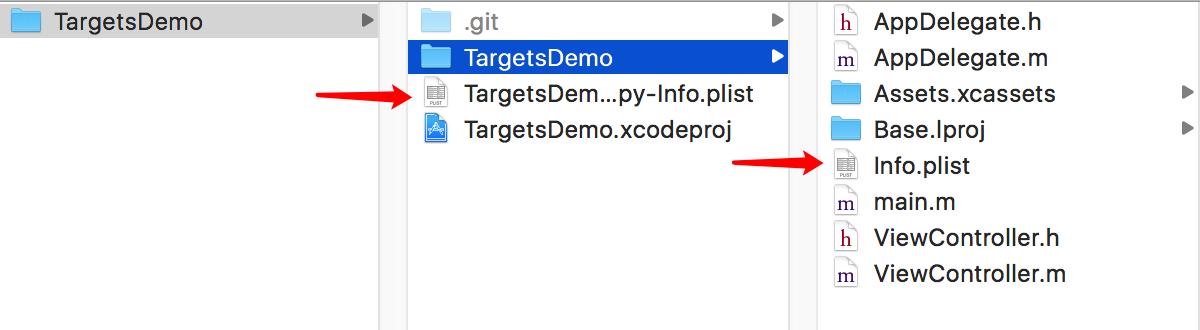 TargetsDemo
.git
TargetsDemo
TargetsDem...py-Info.plist
TargetsDemo.xcodeproj
AppDelegate.h
AppDelegate.m
Assets.xcassets
Base.lproj
Info.plist
main.m
ViewController.h
ViewController.m